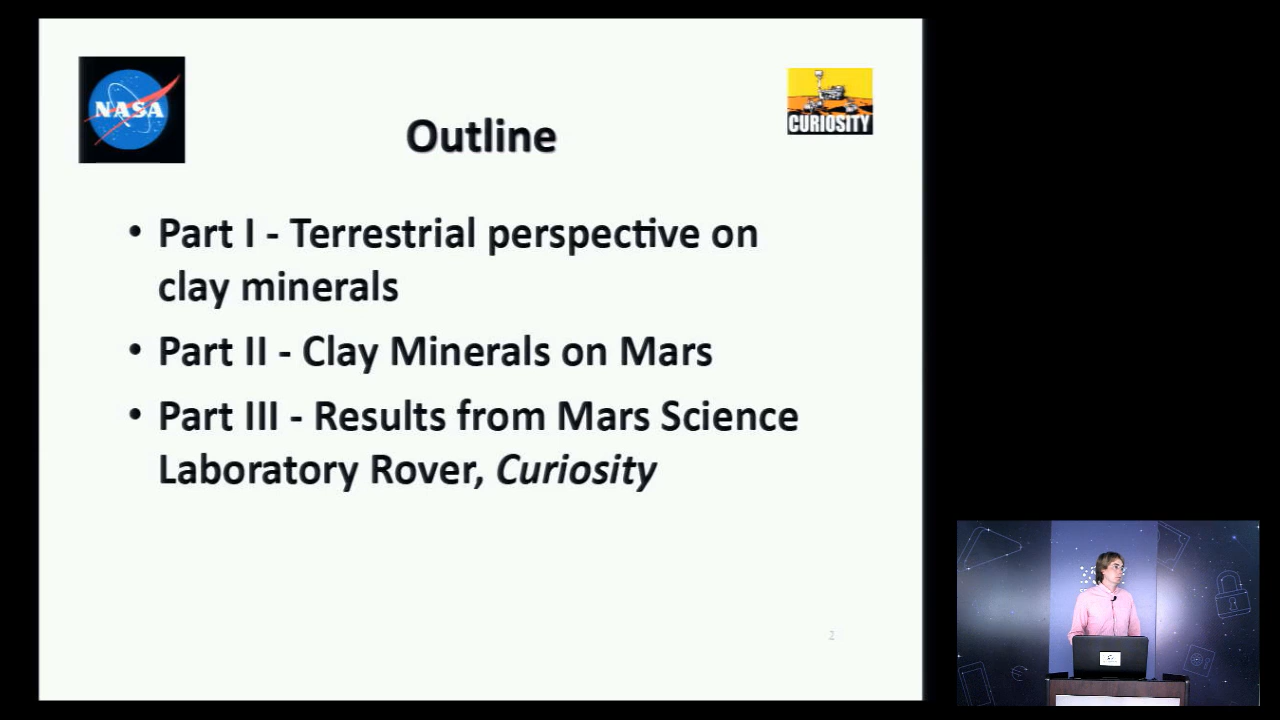 NASA
CURIOSITY
Outline
• Part I - Terrestrial perspective on
clay minerals
• Part II - Clay Minerals on Mars
• Part III - Results from Mars Science
Laboratory Rover, Curiosity
2